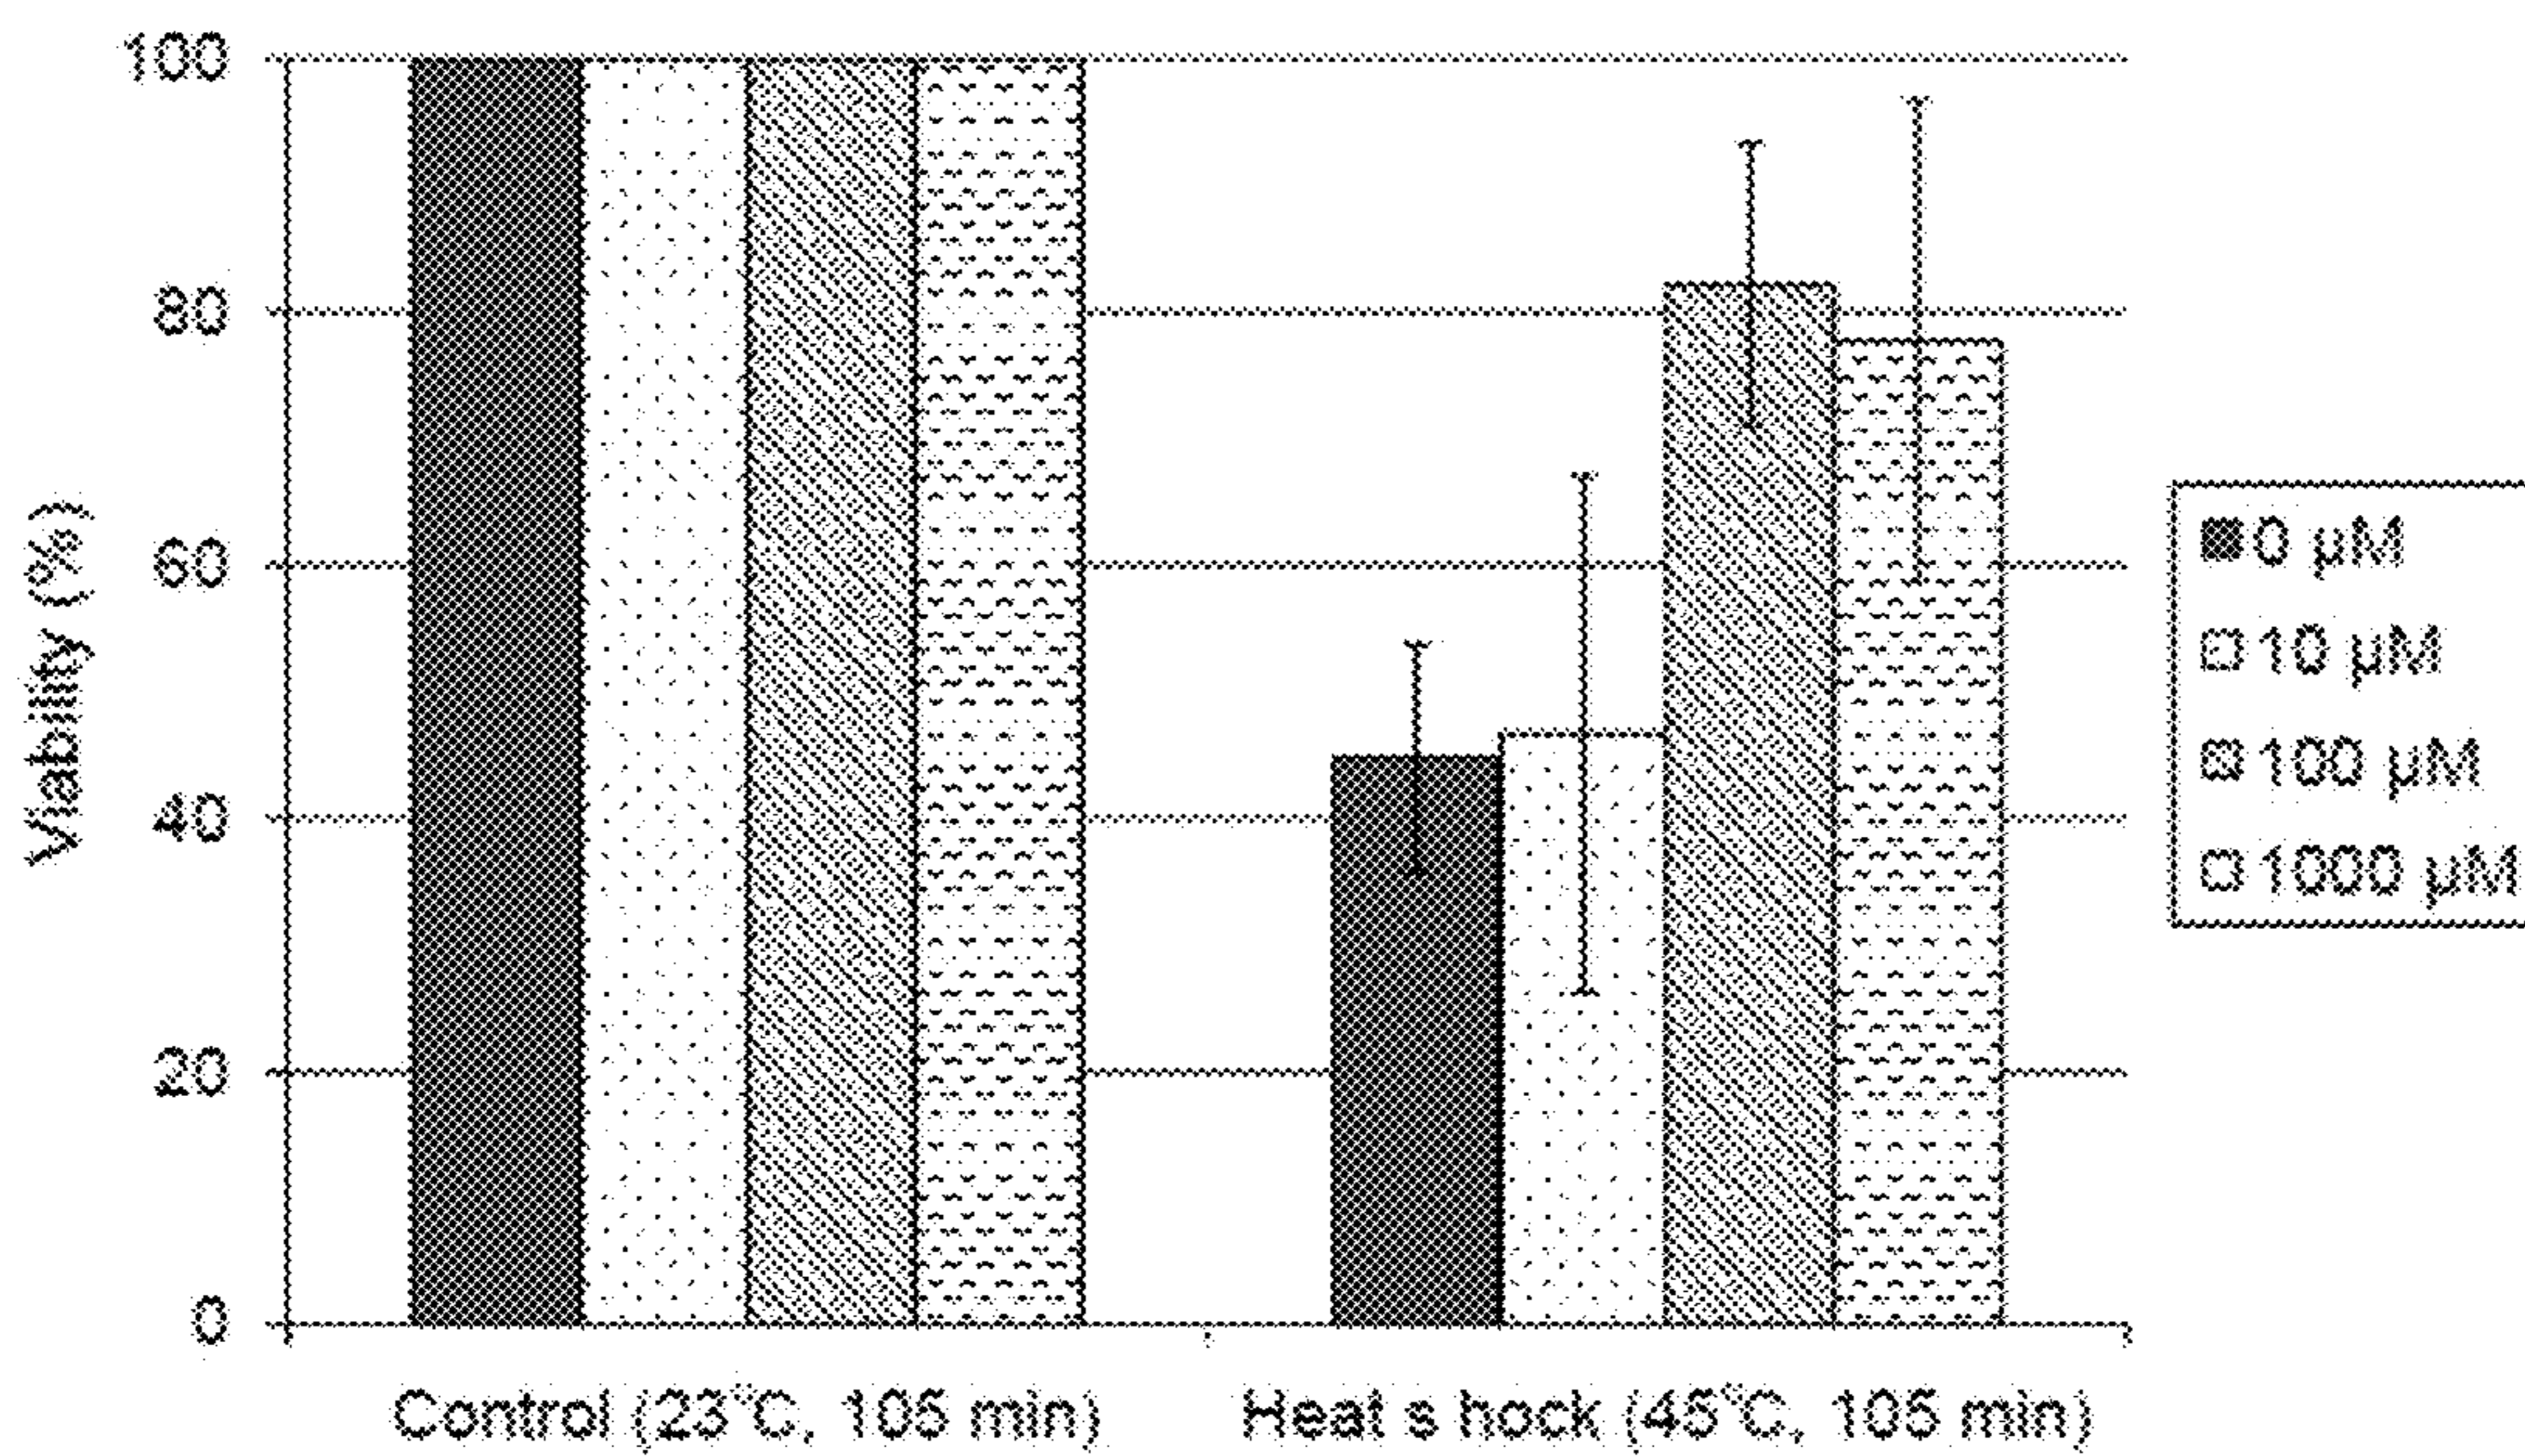 100
80
60
40
20
0
Viability (%)
Control (23°C, 105 min)
Heat shock (45°C, 105 min)
0 µM
10 µM
100 µM
1000 µM